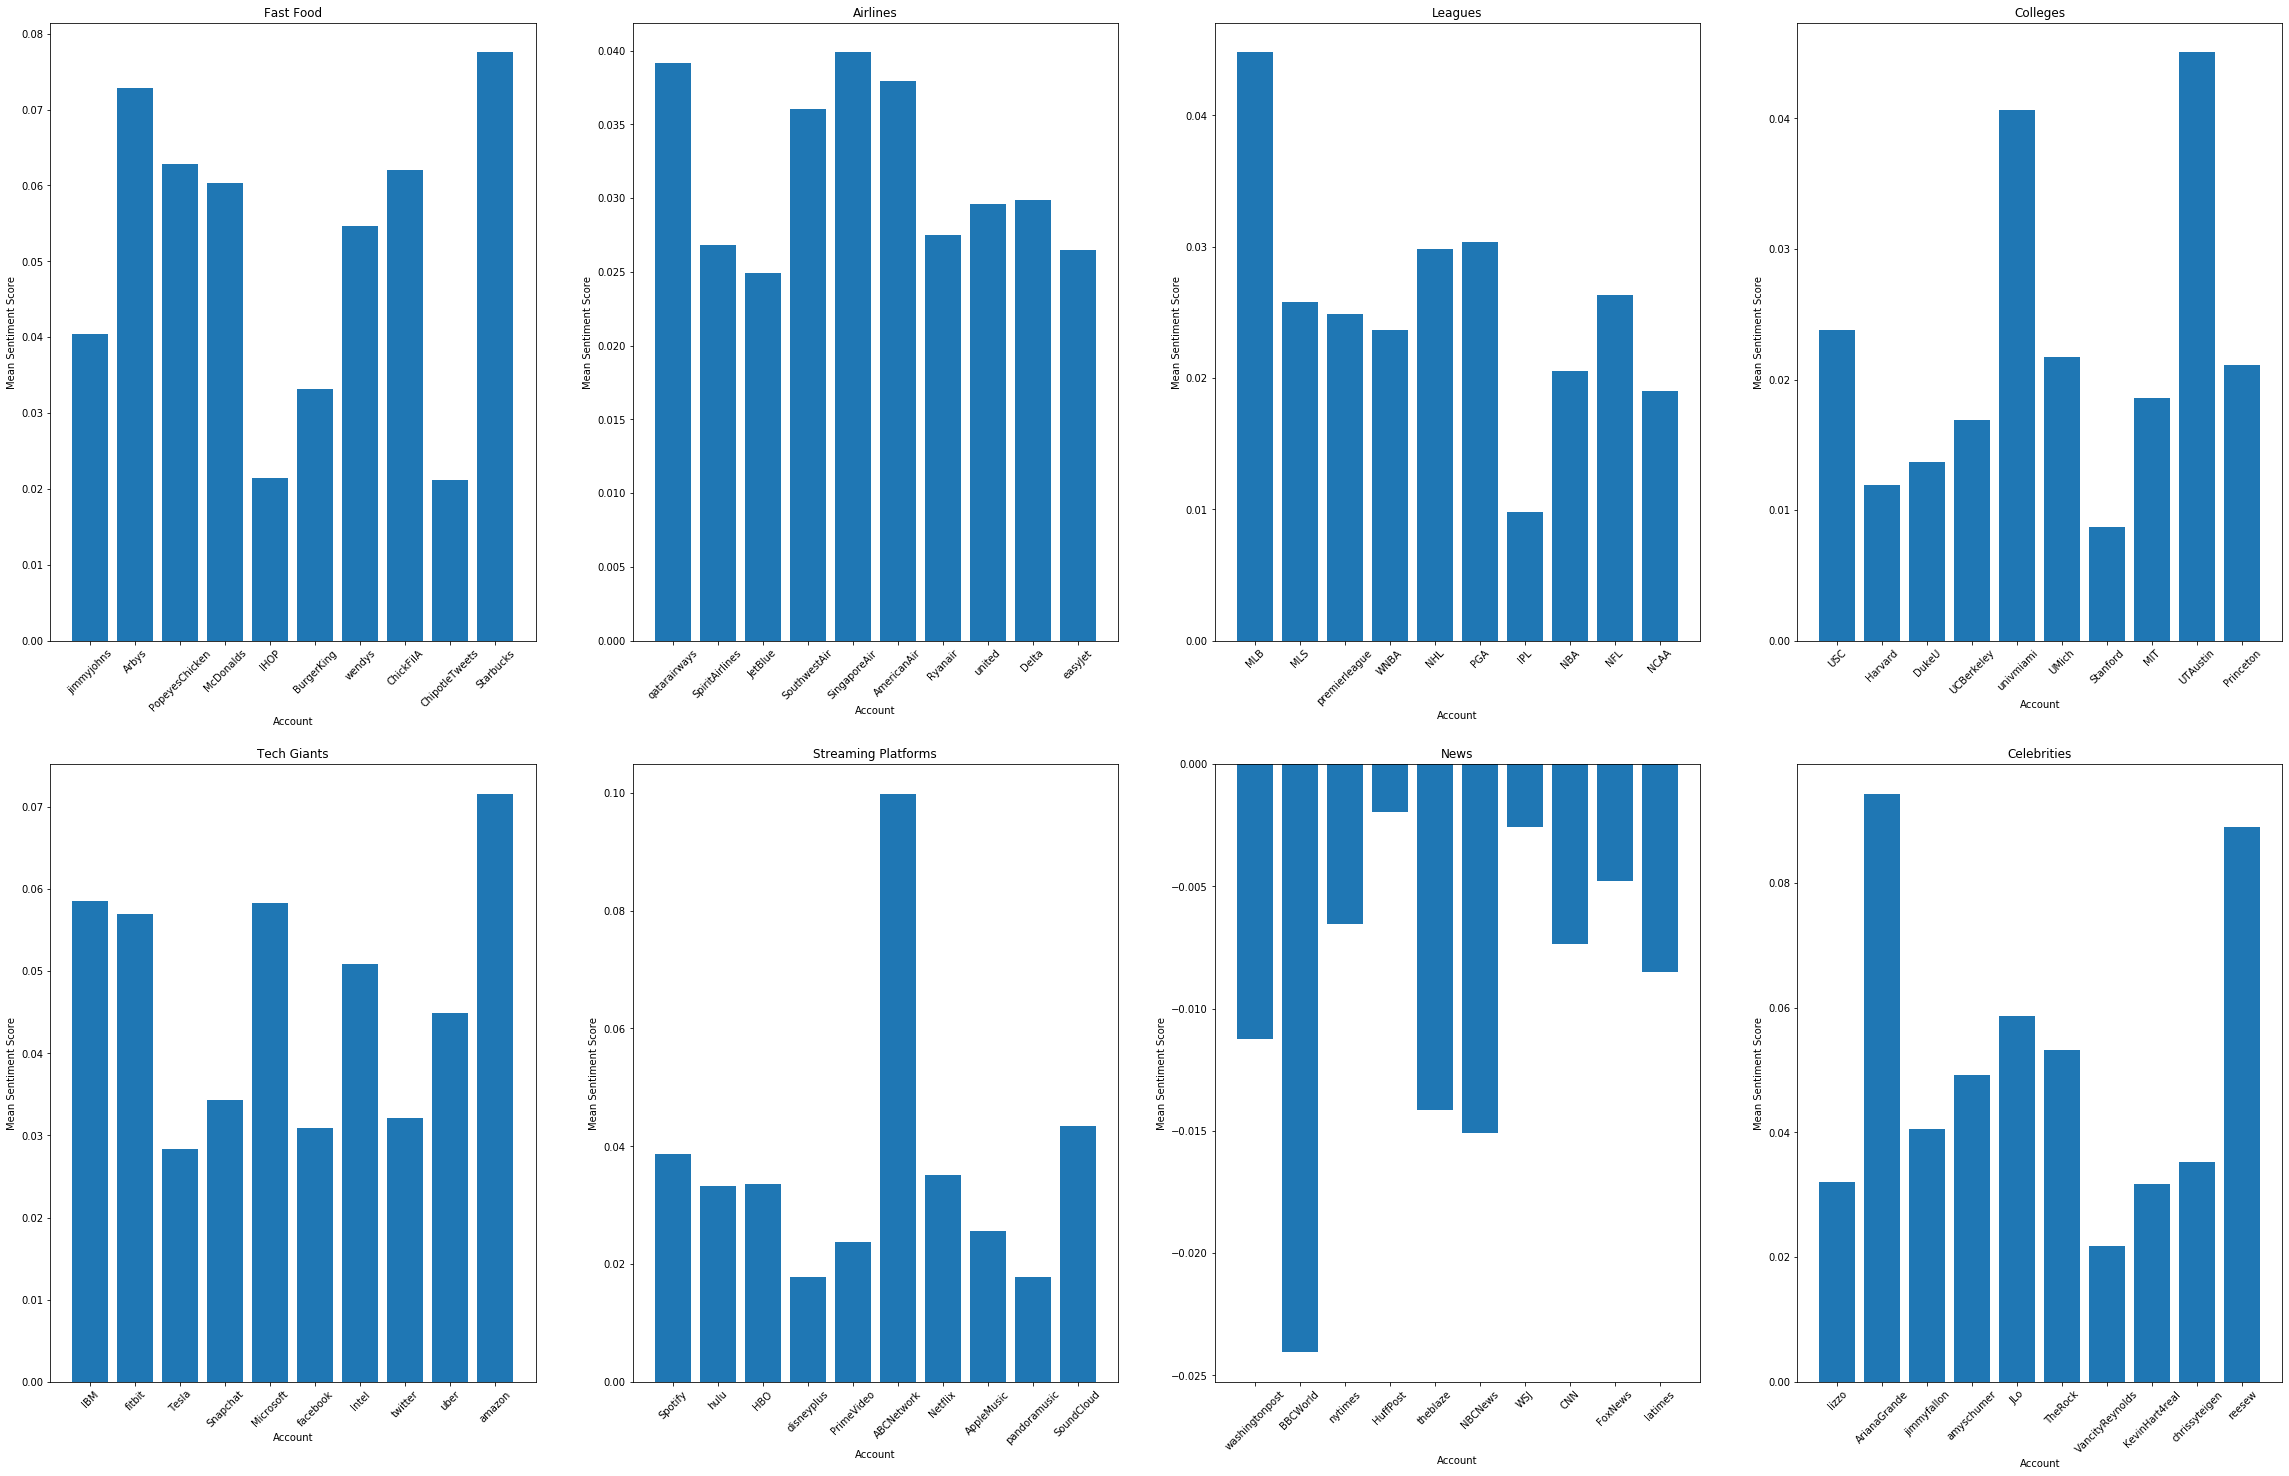 Fast Food
Mean Sentiment Score
0.08
0.07
0.06
0.05
0.04
0.03
0.02
0.01
0.00
jimmyjohns
Arbys
PopeyesChicken
McDonalds
IHOP
BurgerKing
wendys
ChickFilA
ChipotleTweets
Starbucks
Account
Airlines
Mean Sentiment Score
0.040
0.035
0.030
0.025
0.020
0.015
0.010
0.005
0.000
qatarairways
SpiritAirlines
JetBlue
SouthwestAir
SingaporeAir
AmericanAir
Ryanair
united
Delta
easyJet
Account
Leagues
Mean Sentiment Score
0.04
0.03
0.02
0.01
0.00
MLB
MLS
premierleague
WNBA
NHL
PGA
IPL
NBA
NFL
NCAA
Account
Colleges
Mean Sentiment Score
0.04
0.03
0.02
0.01
0.00
USC
Harvard
DukeU
UCBerkeley
univmiami
UMich
Stanford
MIT
UTAustin
Princeton
Account
Tech Giants
Mean Sentiment Score
0.07
0.06
0.05
0.04
0.03
0.02
0.01
0.00
IBM
fitbit
Tesla
Snapchat
Microsoft
facebook
Intel
twitter
uber
amazon
Account
Streaming Platforms
Mean Sentiment Score
0.10
0.08
0.06
0.04
0.02
0.00
Spotify
hulu
HBO
disneyplus
PrimeVideo
ABCNetwork
Netflix
AppleMusic
pandoramusic
SoundCloud
Account
News
Mean Sentiment Score
0.000
−0.005
−0.010
−0.015
−0.020
−0.025
washingtonpost
BBCWorld
nytimes
HuffPost
theblaze
NBCNews
WSJ
CNN
FoxNews
latimes
Account
Celebrities
Mean Sentiment Score
0.08
0.06
0.04
0.02
0.00
lizzo
ArianaGrande
jimmyfallon
amyschumer
JLo
TheRock
VancityReynolds
KevinHart4real
chrissyteigen
reesew
Account